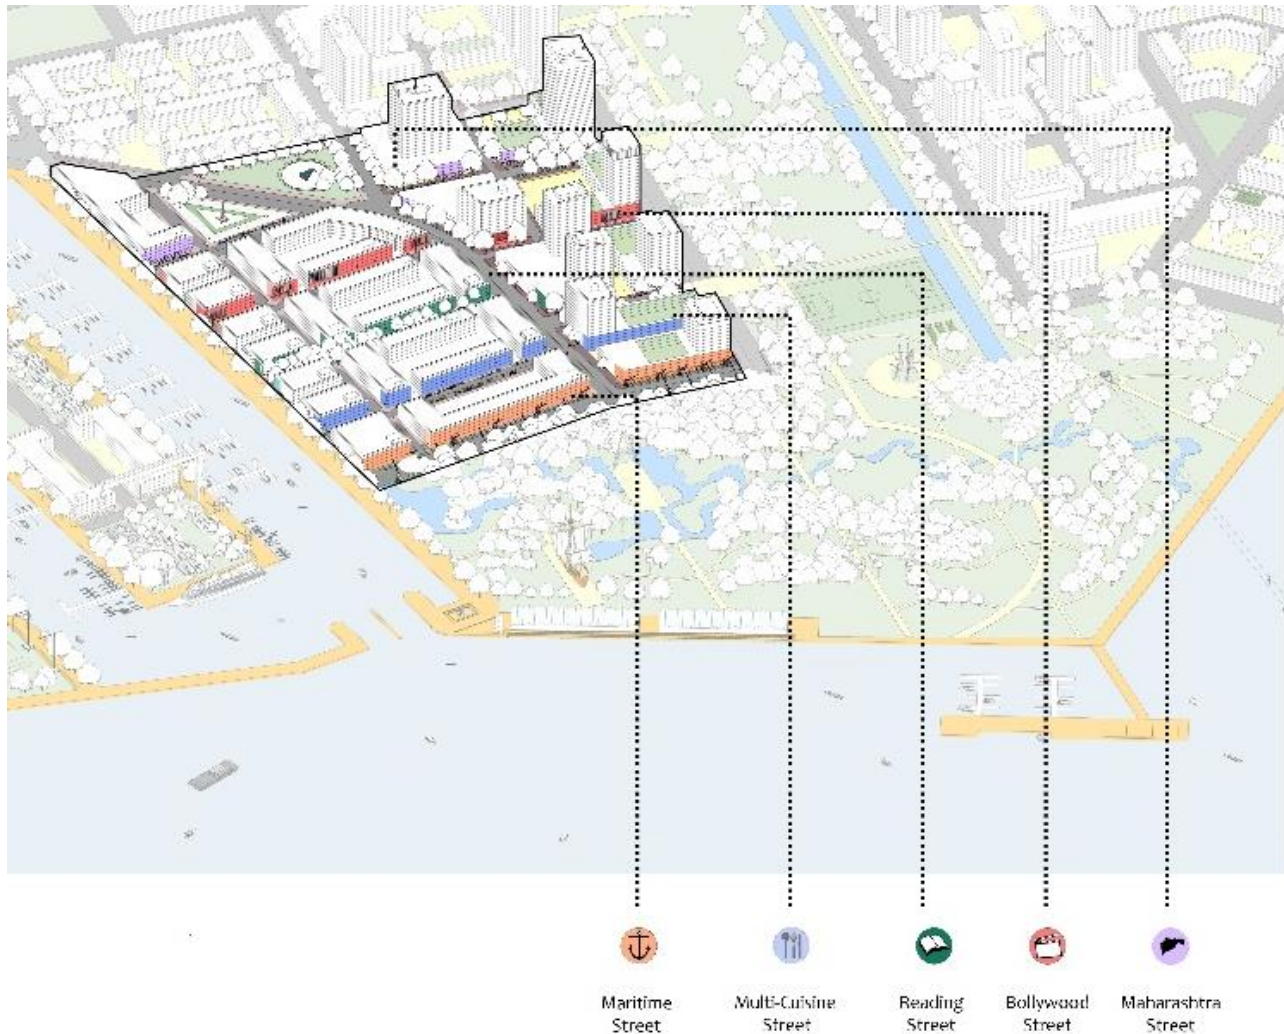 Maritime
Street
Multi-Cuisine
Street
Reading
Street
Bollywood
Street
Maharashtra
Street